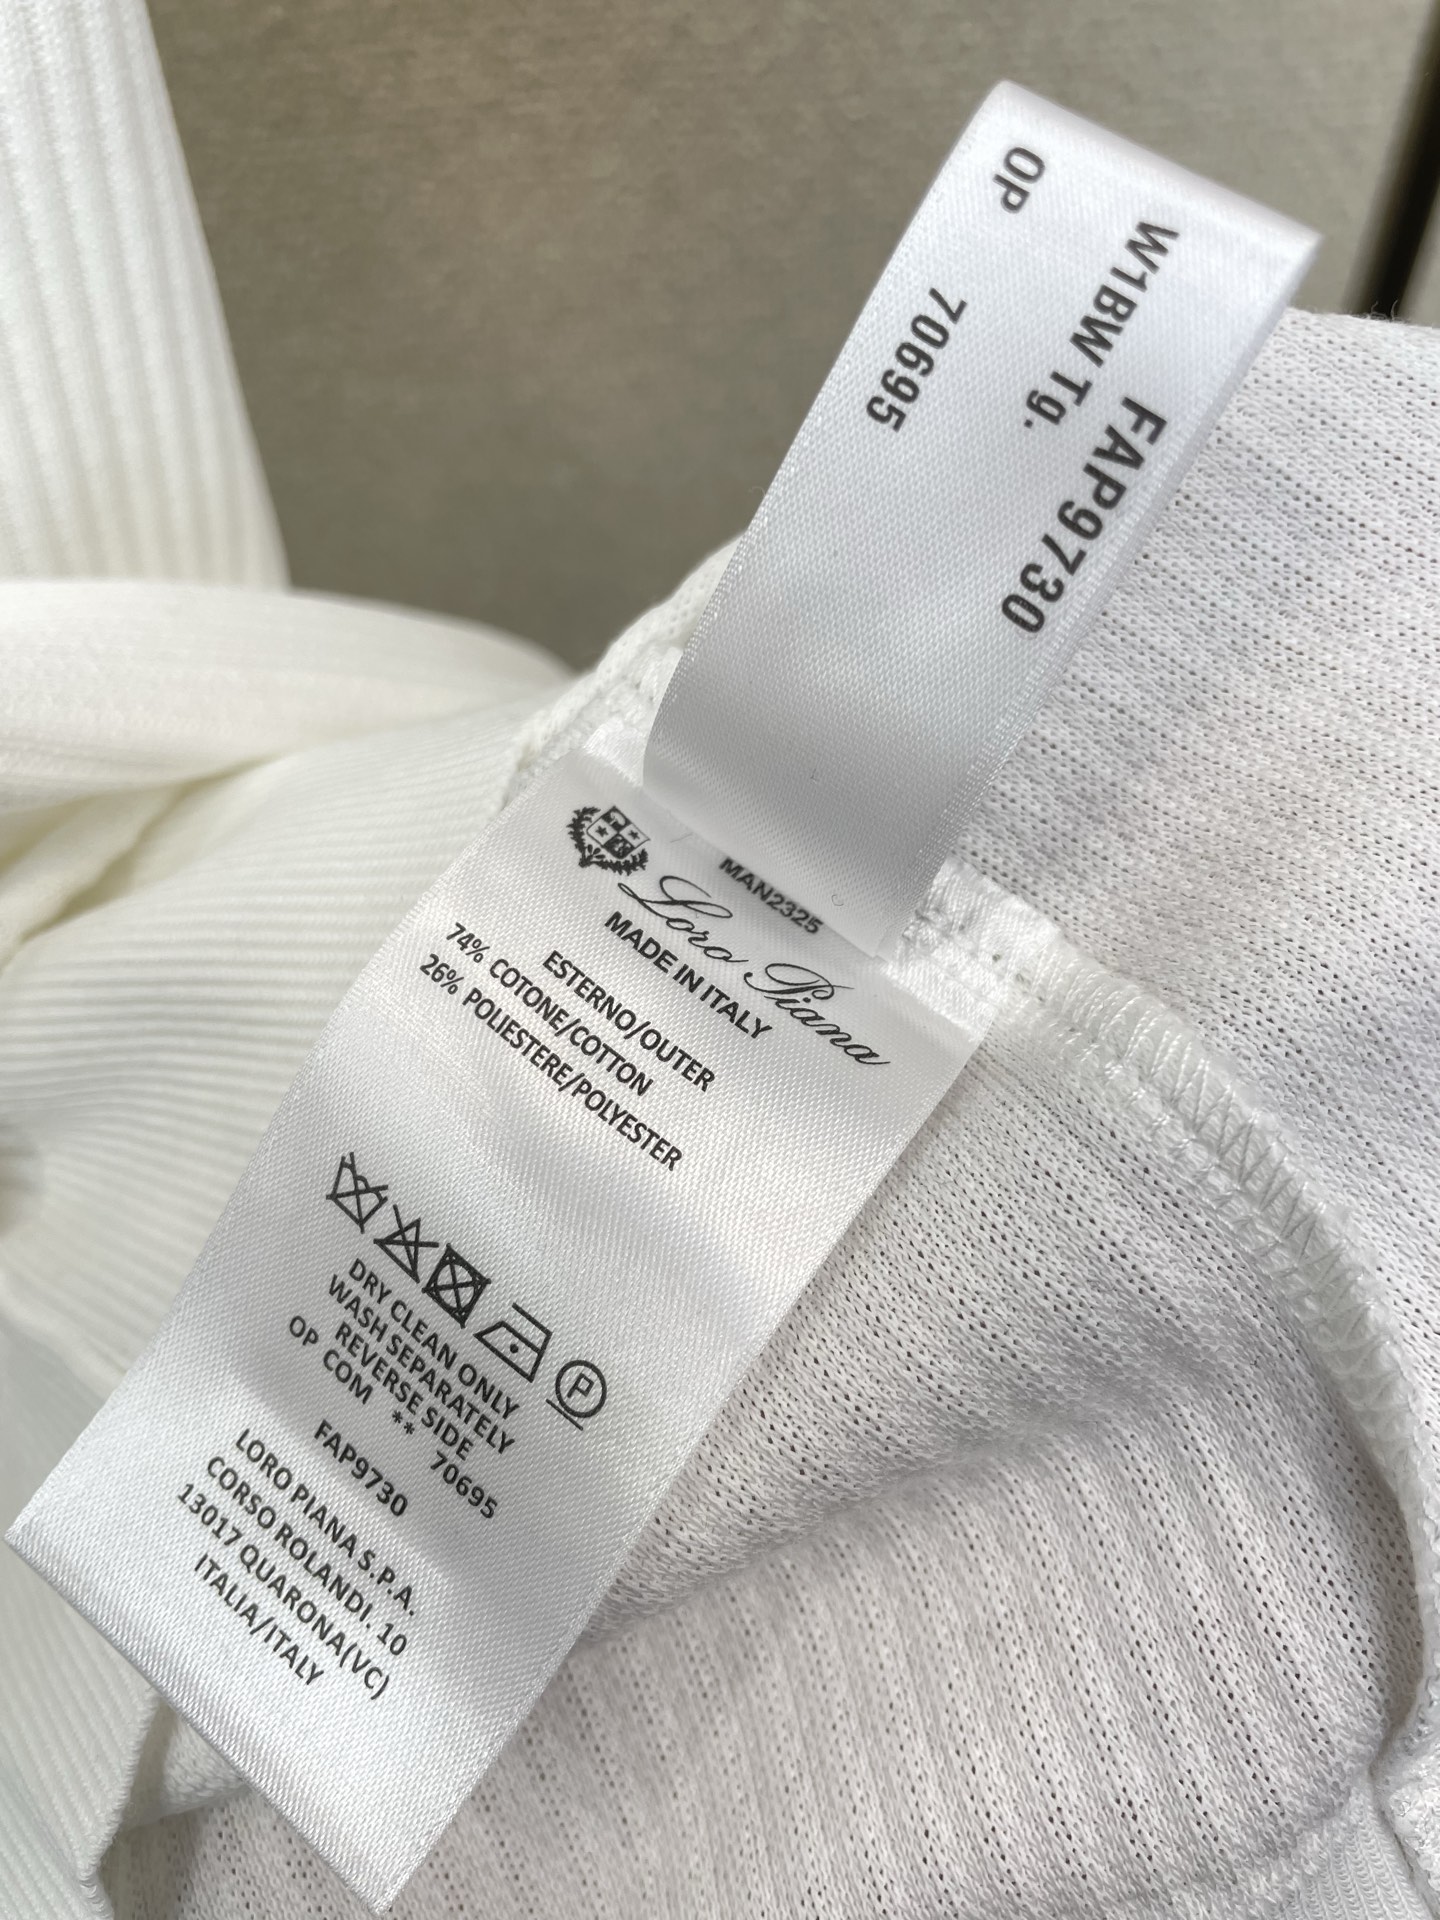 OP
W1BW Tg.
70695
FAP9730
MAN2325
Loro Piana
MADE IN ITALY
ESTERNO/OUTER
74% COTONE/COTTON
26% POLIESTERE/POLYESTER
P
DRY CLEAN ONLY
WASH SEPARATELY
REVERSE SIDE
OP COM ** 70695
FAP9730
LORO PIANA S.P.A.
CORSO ROLANDI. 10
13017 QUARONA(VC)
ITALIA/ITALY